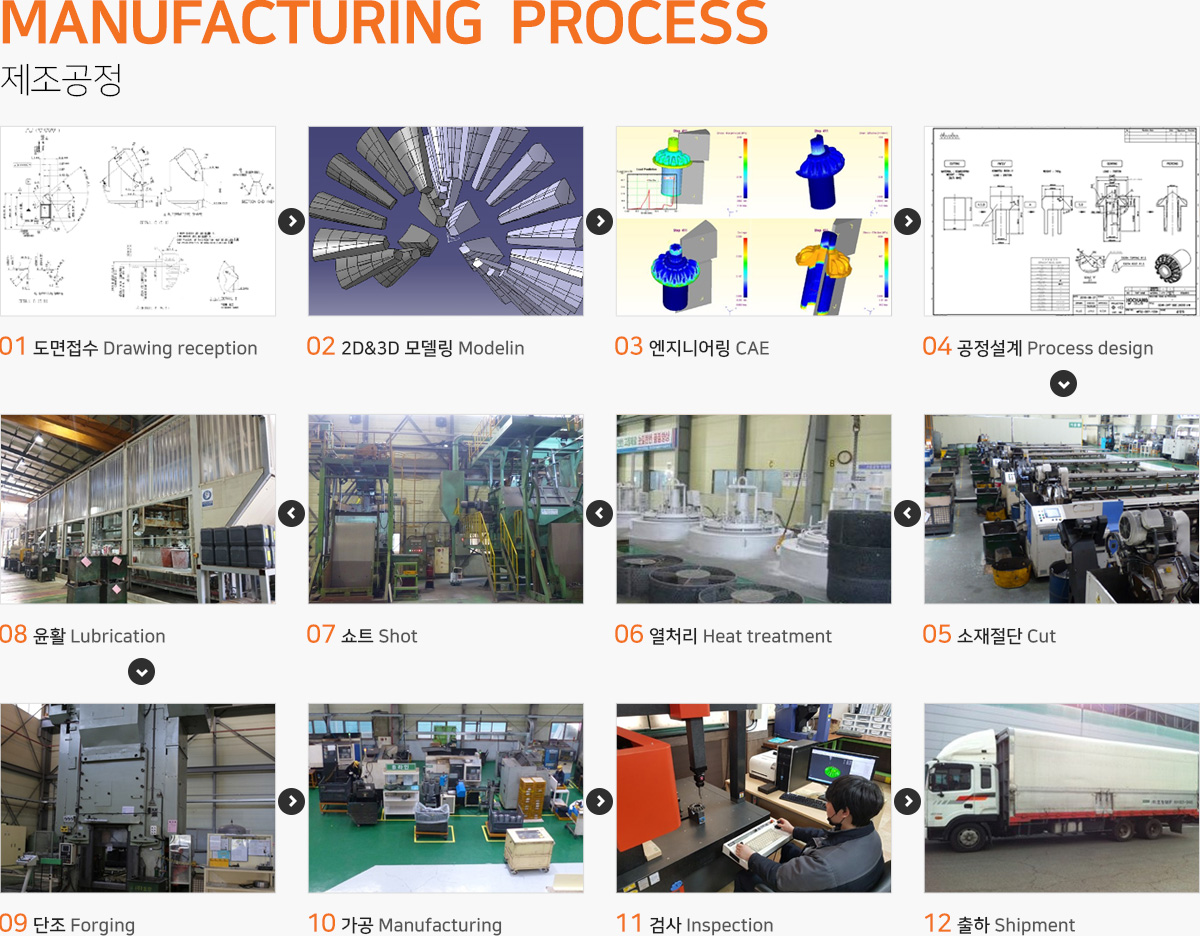 MANUFACTURING PROCESS
제조공정
01 도면접수 Drawing reception
02 2D&3D 모델링 Modelin
03 엔지니어링 CAE
04 공정설계 Process design
08 윤활 Lubrication
07 쇼트 Shot
06 열처리 Heat treatment
05 소재절단 Cut
09 단조 Forging
10 가공 Manufacturing
11 검사 Inspection
12 출하 Shipment